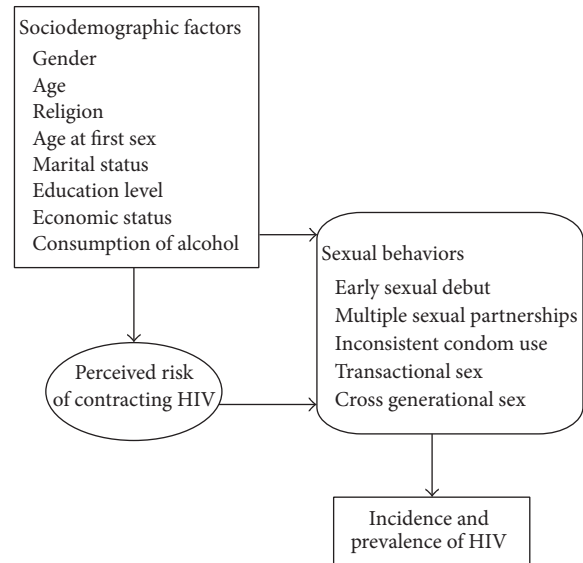 Sociodemographic factors
Gender
Age
Religion
Age at first sex
Marital status
Education level
Economic status
Consumption of alcohol
Perceived risk
of contracting HIV
Sexual behaviors
Early sexual debut
Multiple sexual partnerships
Inconsistent condom use
Transactional sex
Cross generational sex
Incidence and
prevalence of HIV